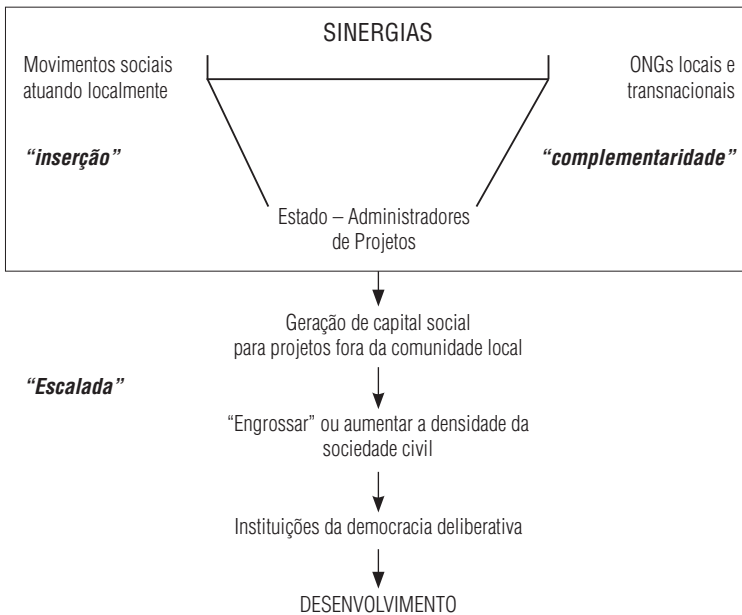 SINERGIAS
Movimentos sociais
atuando localmente
ONGs locais e
transnacionais
“inserção”
“complementaridade”
Estado – Administradores
de Projetos
Geração de capital social
para projetos fora da comunidade local
“Escalada”
“Engrossar” ou aumentar a densidade da
sociedade civil
Instituições da democracia deliberativa
DESENVOLVIMENTO